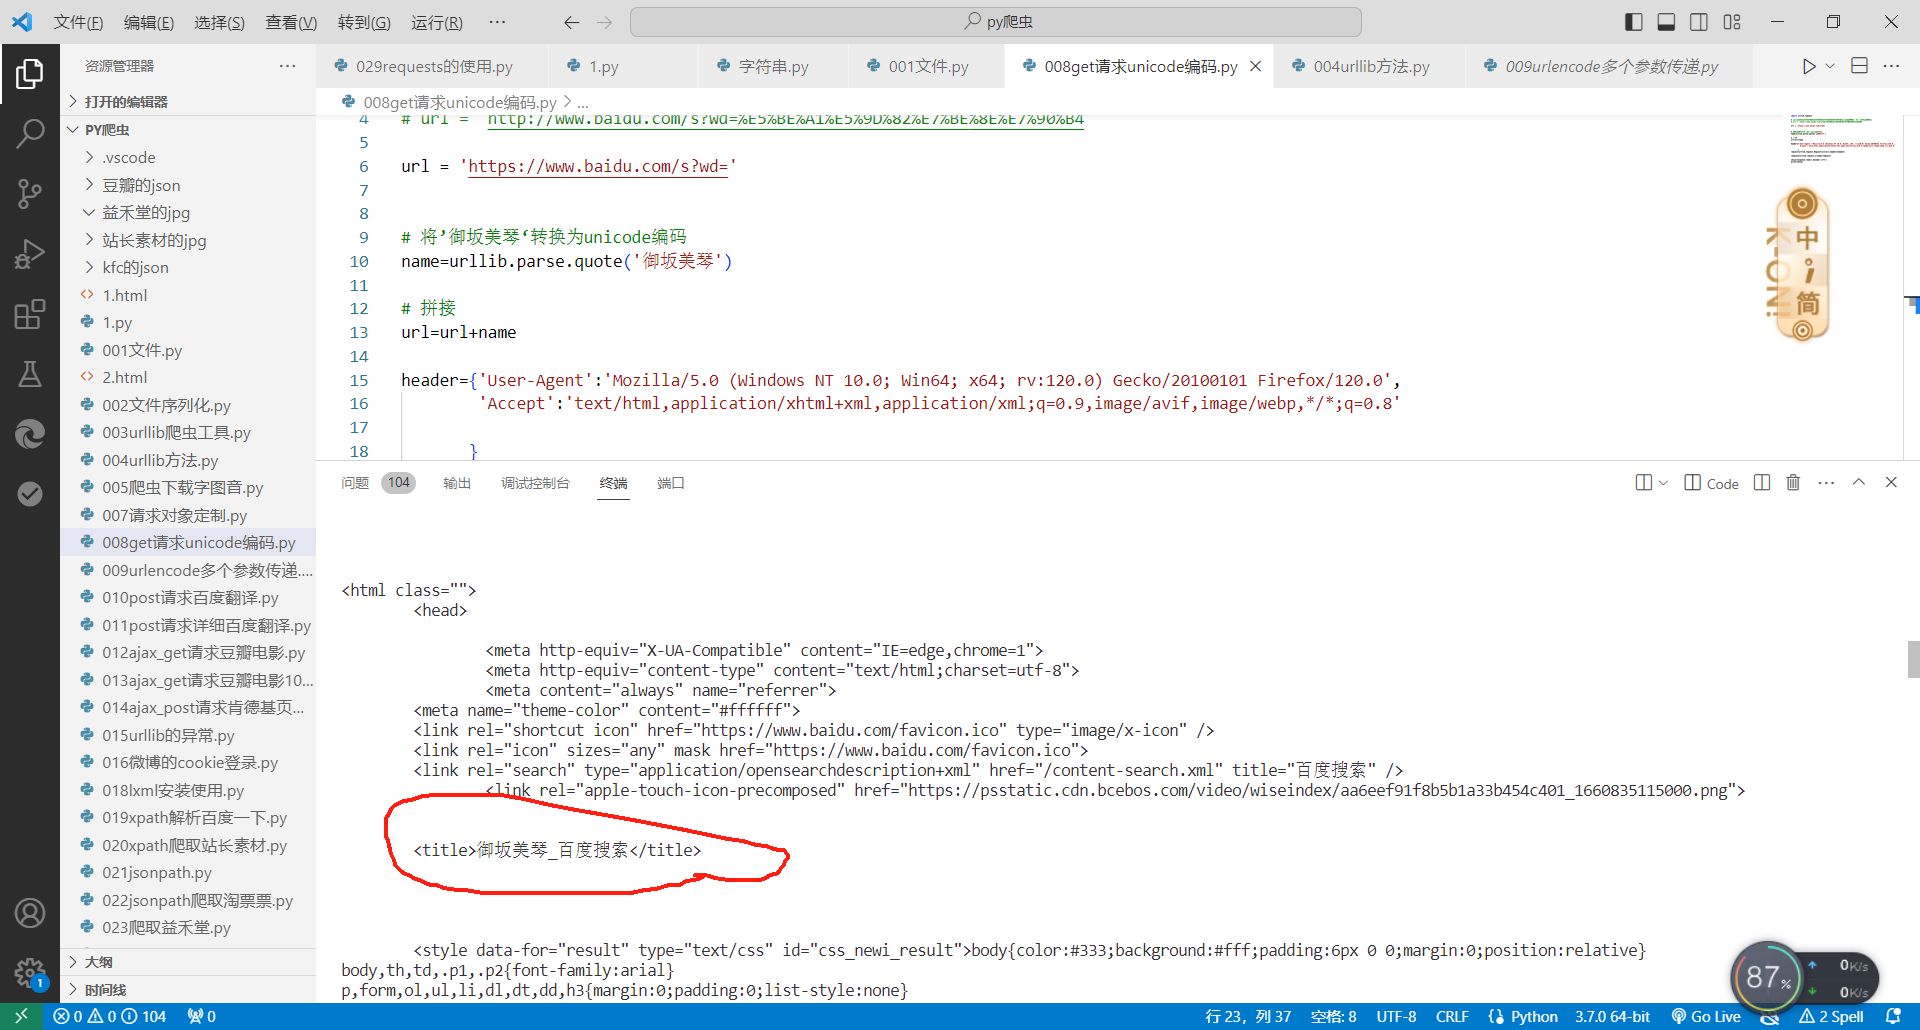 文件(F) 编辑(E) 选择(S) 查看(V) 转到(G) 运行(R) ··· py爬虫
资源管理器 ···
029requests的使用.py 1.py 字符串.py 001文件.py 008get请求unicode编码.py 004urllib方法.py 009urlencode多个参数传递.py
打开的编辑器
PY爬虫
.vscode
豆瓣的json
益禾堂的jpg
站长素材的jpg
kfc的json
1.html
1.py
001文件.py
2.html
002文件序列化.py
003urllib爬虫工具.py
004urllib方法.py
005爬虫下载字图音.py
007请求对象定制.py
008get请求unicode编码.py
009urlencode多个参数传递....
010post请求百度翻译.py
011post请求详细百度翻译.py
012ajax_get请求豆瓣电影.py
013ajax_get请求豆瓣电影10...
014ajax_post请求肯德基页...
015urllib的异常.py
016微博的cookie登录.py
018lxml安装使用.py
019xpath解析百度一下.py
020xpath爬取站长素材.py
021jsonpath.py
022jsonpath爬取淘票票.py
023爬取益禾堂.py
大纲
时间线
1
008get请求unicode编码.py > ...
4 # url = http://www.baidu.com/s?wd=%E5%BE%A1%E5%9D%82%E7%BE%8E%E7%90%B4
5
6 url = 'https://www.baidu.com/s?wd='
7
8
9 # 将’御坂美琴‘转换为unicode编码
10 name=urllib.parse.quote('御坂美琴')
11
12 # 拼接
13 url=url+name
14
15 header={'User-Agent':'Mozilla/5.0 (Windows NT 10.0; Win64; x64; rv:120.0) Gecko/20100101 Firefox/120.0',
16 'Accept':'text/html,application/xhtml+xml,application/xml;q=0.9,image/avif,image/webp,*/*;q=0.8'
17
18 }
K-ON!
中
i
简
问题 104 输出 调试控制台 终端 端口 Code ···
<html class="">
<head>
<meta http-equiv="X-UA-Compatible" content="IE=edge,chrome=1">
<meta http-equiv="content-type" content="text/html;charset=utf-8">
<meta content="always" name="referrer">
<meta name="theme-color" content="#ffffff">
<link rel="shortcut icon" href="https://www.baidu.com/favicon.ico" type="image/x-icon" />
<link rel="icon" sizes="any" mask href="https://www.baidu.com/favicon.ico">
<link rel="search" type="application/opensearchdescription+xml" href="/content-search.xml" title="百度搜索" />
<link rel="apple-touch-icon-precomposed" href="https://psstatic.cdn.bcebos.com/video/wiseindex/aa6eef91f8b5b1a33b454c401_1660835115000.png">
<title>御坂美琴_百度搜索</title>
<style data-for="result" type="text/css" id="css_newi_result">body{color:#333;background:#fff;padding:6px 0 0;margin:0;position:relative}
body,th,td,.p1,.p2{font-family:arial}
p,form,ol,ul,li,dl,dt,dd,h3{margin:0;padding:0;list-style:none}
87% 0K/s
0K/s
0 0 104 0 行 23，列 37 空格: 8 UTF-8 CRLF Python 3.7.0 64-bit Go Live 2 Spell